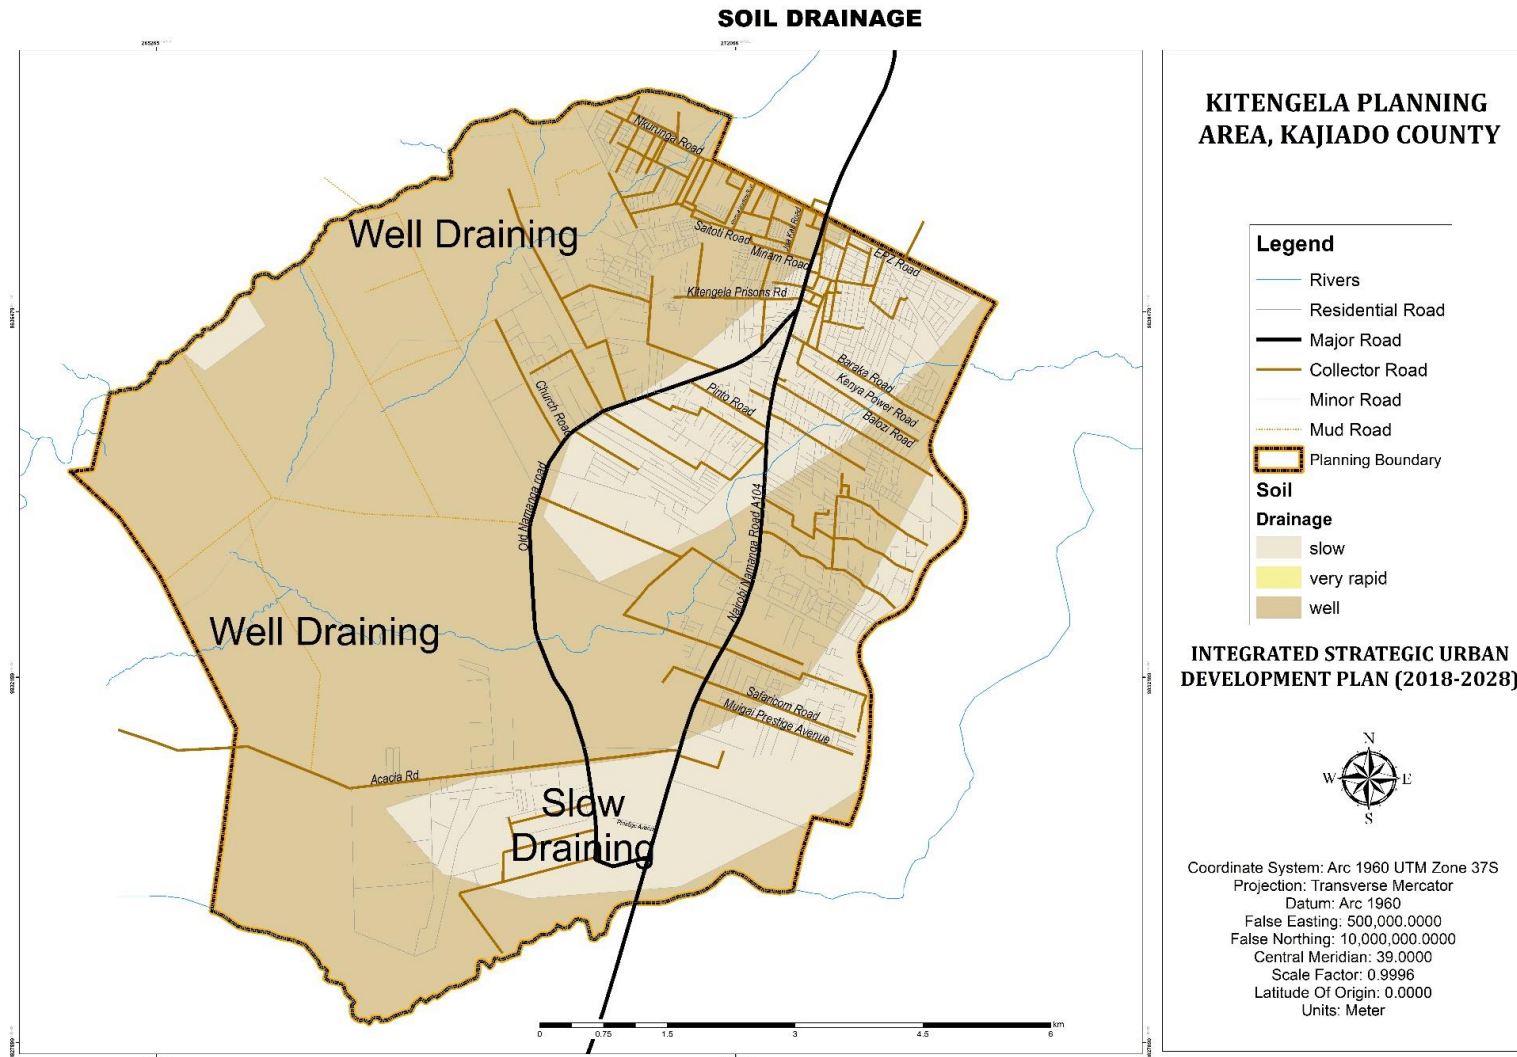 SOIL DRAINAGE
265265
272066
Nkurunga Road
Well Draining
Saitoti Road
Minam Road
EPZ Road
Kitengela Prisons Rd
Baraka Road
Kenya Power Road
Balozi Road
Pinto Road
Church Road
Old Namanga road
Nairobi Namanga Road A104
Well Draining
Safaricom Road
Muigai Prestige Avenue
Acacia Rd
Slow
Draining
Prestige Avenue
km
0
0.75
1.5
3
4.5
6
KITENGELA PLANNING
AREA, KAJIADO COUNTY
Legend
Rivers
Residential Road
Major Road
Collector Road
Minor Road
Mud Road
Planning Boundary
Soil
Drainage
slow
very rapid
well
INTEGRATED STRATEGIC URBAN
DEVELOPMENT PLAN (2018-2028)
N
W
E
S
Coordinate System: Arc 1960 UTM Zone 37S
Projection: Transverse Mercator
Datum: Arc 1960
False Easting: 500,000.0000
False Northing: 10,000,000.0000
Central Meridian: 39.0000
Scale Factor: 0.9996
Latitude Of Origin: 0.0000
Units: Meter